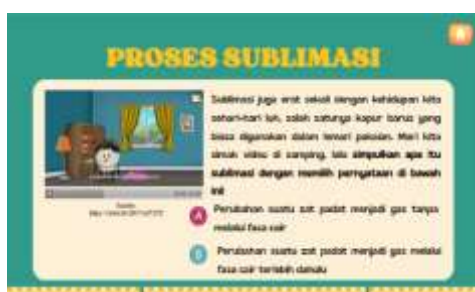 PROSES SUBLIMASI
Sublimasi juga erat sekali dengan kehidupan kita
sehari-hari loh, salah satunya kapur barus yang
biasa digunakan dalam lemari pakaian. Mari kita
simak video di samping, lalu simpulkan apa itu
sublimasi dengan memilih pernyataan di bawah
ini
A
Perubahan suatu zat padat menjadi gas tanpa
melalui fasa cair
B
Perubahan suatu zat padat menjadi gas melalui
fasa cair terlebih dahulu